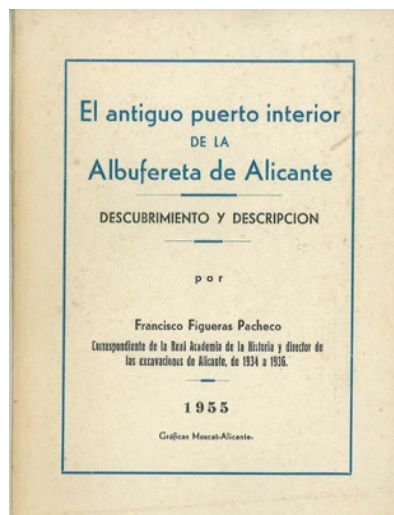 El antiguo puerto interior
DE LA
Albufereta de Alicante
DESCUBRIMIENTO Y DESCRIPCION
por
Francisco Figueras Pacheco
Correspondiente de la Real Academia de la Historia y director de
las excavaciones de Alicante, de 1934 a 1936.
1955
Gráficas Moscat-Alicante.